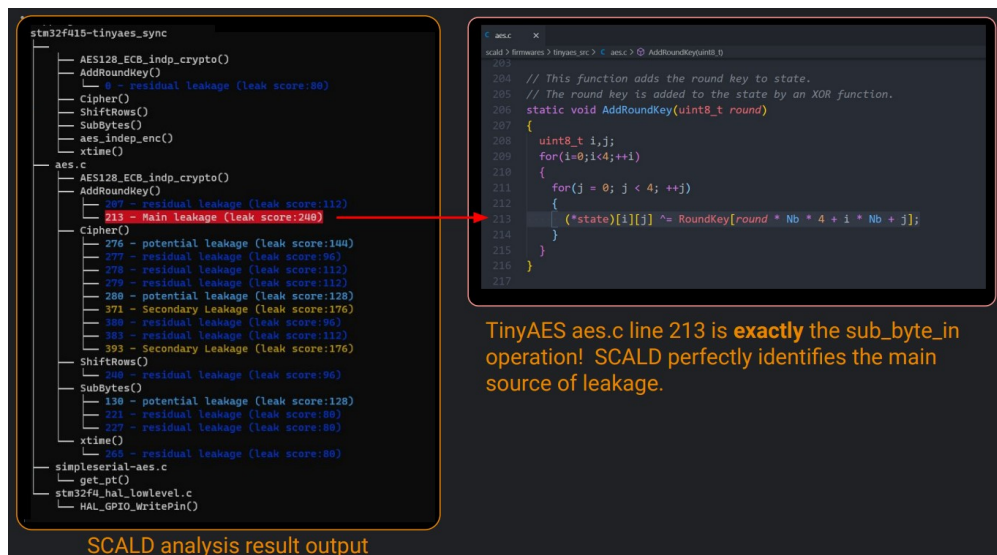 stm32f415-tinyaes_sync
AES128_ECB_indp_crypto()
AddRoundKey()
0 - residual leakage (leak score:80)
Cipher()
ShiftRows()
SubBytes()
aes_indep_enc()
xtime()
aes.c
AES128_ECB_indp_crypto()
AddRoundKey()
207 - residual leakage (leak score:112)
213 - Main leakage (leak score:240)
Cipher()
276 - potential leakage (leak score:144)
277 - residual leakage (leak score:96)
278 - residual leakage (leak score:112)
279 - residual leakage (leak score:112)
280 - potential leakage (leak score:128)
371 - Secondary Leakage (leak score:176)
380 - residual leakage (leak score:96)
383 - residual leakage (leak score:112)
393 - Secondary Leakage (leak score:176)
ShiftRows()
240 - residual leakage (leak score:96)
SubBytes()
130 - potential leakage (leak score:128)
221 - residual leakage (leak score:80)
227 - residual leakage (leak score:80)
xtime()
265 - residual leakage (leak score:80)
simpleserial-aes.c
get_pt()
stm32f4_hal_lowlevel.c
HAL_GPIO_WritePin()
SCALD analysis result output
C aes.c ×
scald > firmwares > tinyaes_src > C aes.c > AddRoundKey(uint8_t)
203
204 // This function adds the round key to state.
205 // The round key is added to the state by an XOR function.
206 static void AddRoundKey(uint8_t round)
207 {
208 uint8_t i,j;
209 for(i=0;i<4;++i)
210 {
211 for(j = 0; j < 4; ++j)
212 {
213 (*state)[i][j] ^= RoundKey[round * Nb * 4 + i * Nb + j];
214 }
215 }
216 }
217
TinyAES aes.c line 213 is exactly the sub_byte_in
operation! SCALD perfectly identifies the main
source of leakage.